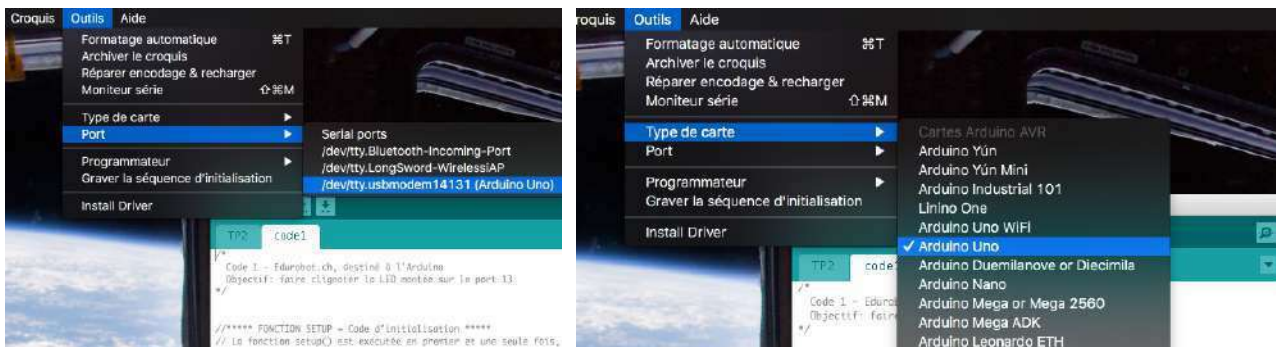 Croquis Outils Aide
Formatage automatique ⌘T
Archiver le croquis
Réparer encodage & recharger
Moniteur série ⇧⌘M
Type de carte ▶
Port ▶
Serial ports
/dev/tty.Bluetooth-Incoming-Port
/dev/tty.LongSword-WirelessiAP
/dev/tty.usbmodem14131 (Arduino Uno)
Programmateur ▶
Graver la séquence d'initialisation
Install Driver
TP2 code1
/*
Code 1 - Edurobot.ch, destiné à l'Arduino
Objectif: faire clignoter la LED montée sur le port 13
*/
//***** FONCTION SETUP = Code d'initialisation *****
// La fonction setup() est exécutée en premier et une seule fois,
roquis Outils Aide
Formatage automatique ⌘T
Archiver le croquis
Réparer encodage & recharger
Moniteur série ⇧⌘M
Type de carte ▶
Port ▶
Programmateur ▶
Graver la séquence d'initialisation
Install Driver
Cartes Arduino AVR
Arduino Yún
Arduino Yún Mini
Arduino Industrial 101
Linino One
Arduino Uno WiFi
✓ Arduino Uno
Arduino Duemilanove or Diecimila
Arduino Nano
Arduino Mega or Mega 2560
Arduino Mega ADK
Arduino Leonardo ETH
TP2 code
/*
Code 1 - Edurob
Objectif: faire
*/